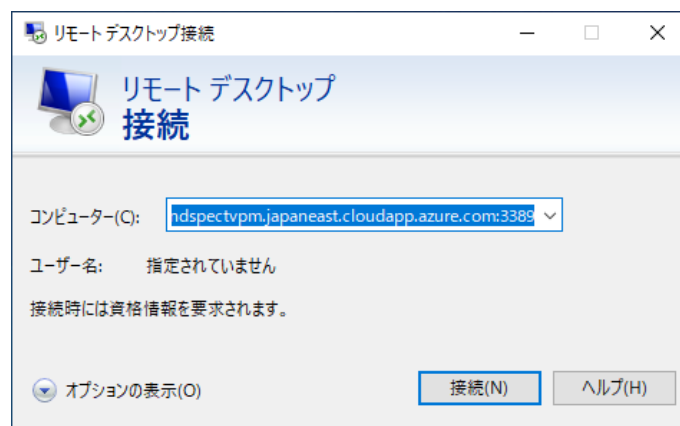 リモート デスクトップ接続
リモート デスクトップ
接続
コンピューター(C): ndspectvpm.japaneast.cloudapp.azure.com:3389
ユーザー名: 指定されていません
接続時には資格情報を要求されます。
オプションの表示(O) 接続(N) ヘルプ(H)